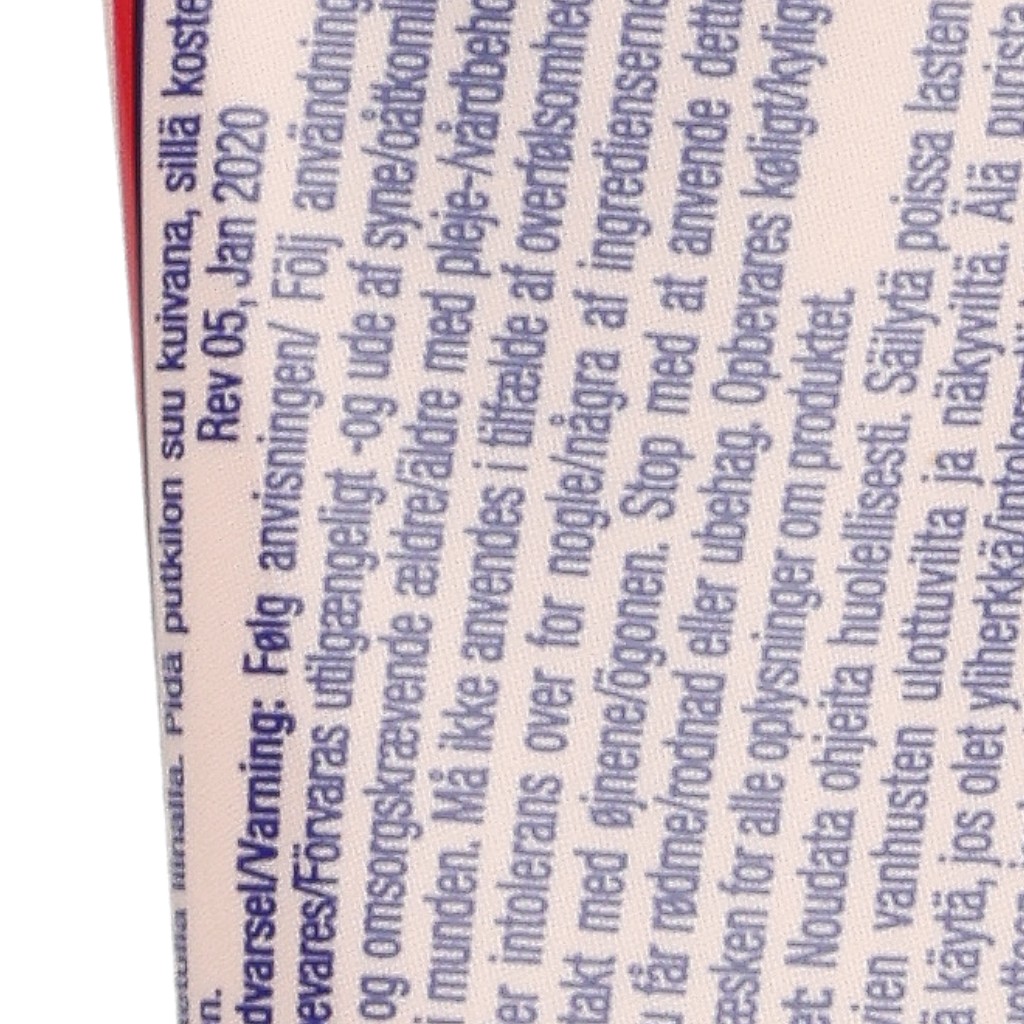 putkilon suu kuivana, sillä koste
n. Rev 05, Jan 2020
dvarsel/Varning: Følg anvisningen/ Följ användning
evares/Förvaras utilgængeligt -og ude af syne/oåtkomli
og omsorgskrævende ældre/äldre med pleje-/vårdbeho
i munden. Må ikke anvendes i tilfælde af overfølsomhed
er intolerans over for nogle/några af ingredienserne
takt med øjnene/ögonen. Stop med at anvende dette
u får rødme/rodnad eller ubehag. Opbevares køligt/kyligt
æsken for alle oplysninger om produktet.
et: Noudata ohjeita huolellisesti. Säilytä poissa lasten
vien vanhusten ulottuvilta ja näkyviltä. Älä purista
ä käytä, jos olet yliherkkä/intoler